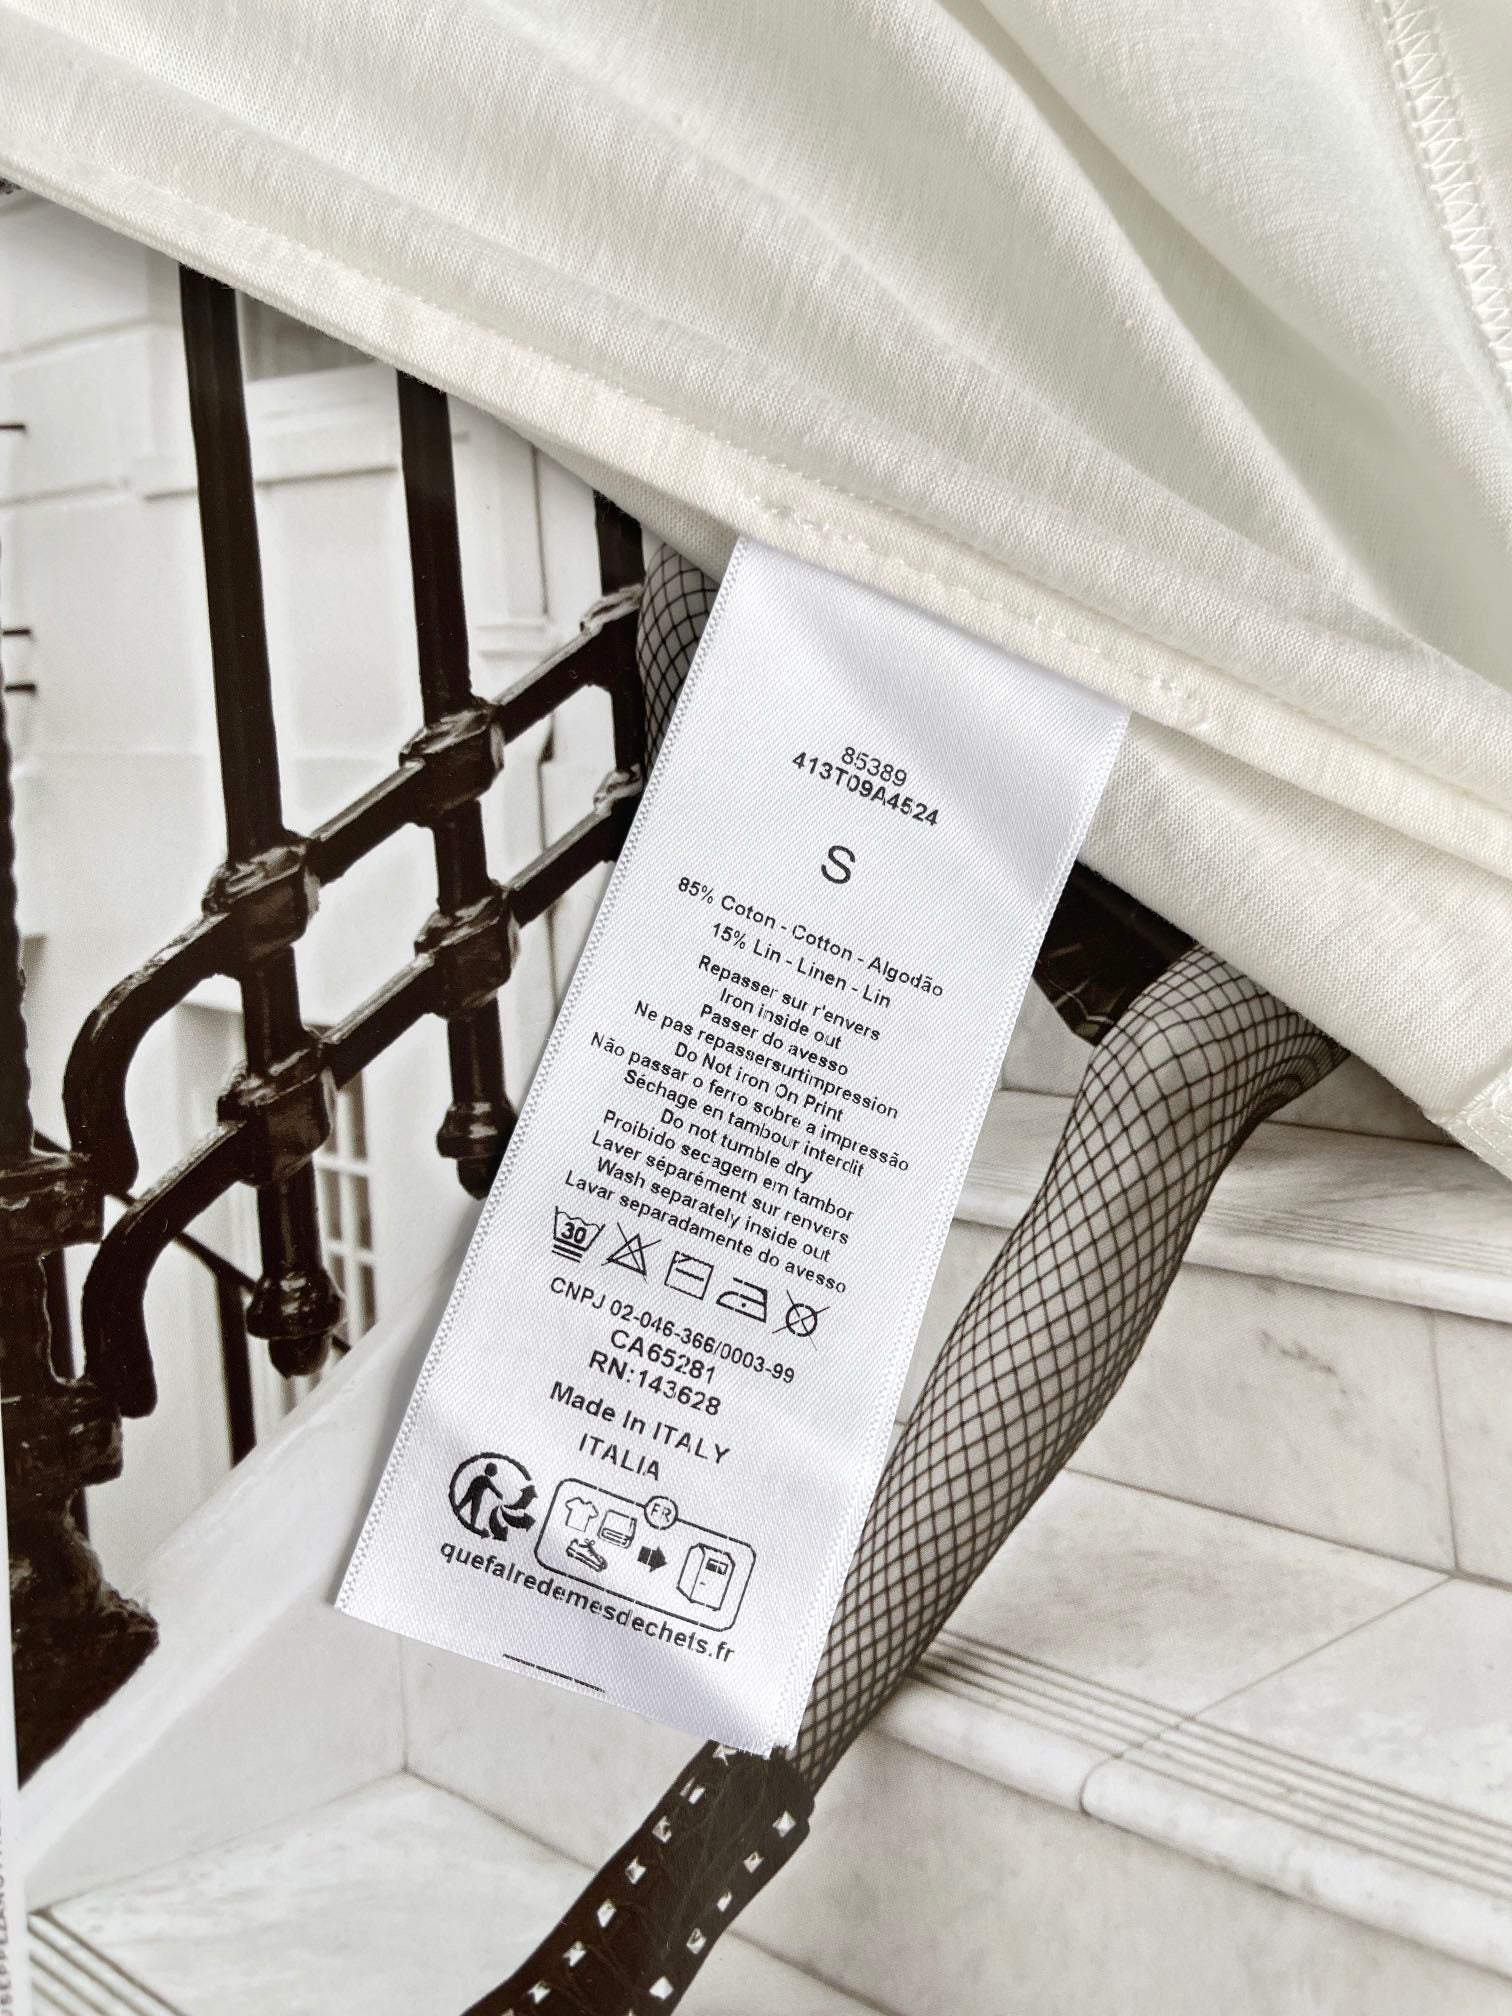 85389
413T09A4524
S
85% Coton - Cotton - Algodão
15% Lin - Linen - Lin
Repasser sur r'envers
Iron inside out
Passer do avesso
Ne pas repassersurtimpression
Do Not iron On Print
Não passar o ferro sobre a impressão
Séchage en tambour interdit
Do not tumble dry
Proibido secagem em tambor
Laver séparément sur renvers
Wash separately inside out
Lavar separadamente do avesso
30
CNPJ 02-046-366/0003-99
CA65281
RN:143628
Made In ITALY
ITALIA
FR
quefairedemesdechets.fr